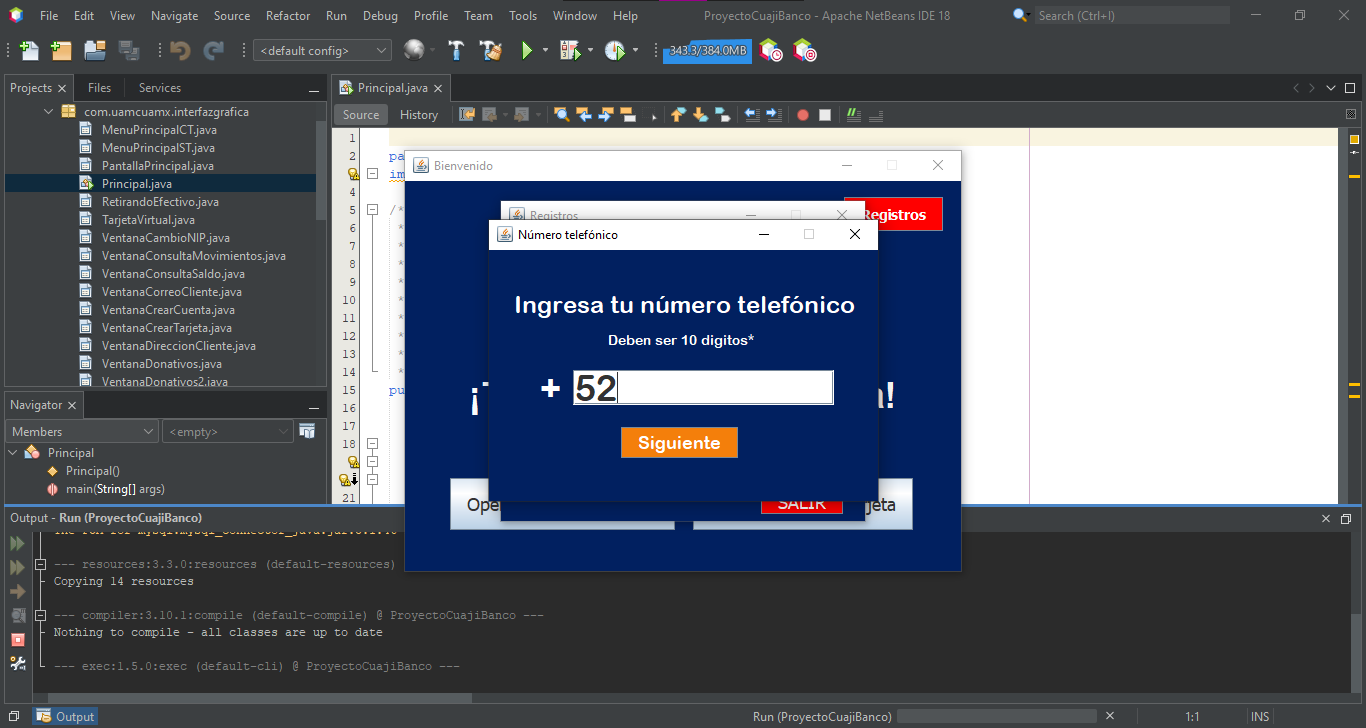 File Edit View Navigate Source Refactor Run Debug Profile Team Tools Window Help
ProyectoCuajiBanco - Apache NetBeans IDE 18
Search (Ctrl+I)
<default config>
343.3/384.0MB
Projects
Files
Services
com.uamcuamx.interfazgrafica
MenuPrincipalCT.java
MenuPrincipalST.java
PantallaPrincipal.java
Principal.java
RetirandoEfectivo.java
TarjetaVirtual.java
VentanaCambioNIP.java
VentanaConsultaMovimientos.java
VentanaConsultaSaldo.java
VentanaCorreoCliente.java
VentanaCrearCuenta.java
VentanaCrearTarjeta.java
VentanaDireccionCliente.java
VentanaDonativos.java
VentanaDonativos2.java
Navigator
Members
<empty>
Principal
Principal()
main(String[] args)
Principal.java
Source
History
1
2 pa
im
4
5 /*
6 *
7 *
8 *
9 *
10 *
11 *
12 *
13 *
14 *
15 pu
16
17
18
21
Bienvenido
Registros
Registros
Número telefónico
Ingresa tu número telefónico
Deben ser 10 digitos*
+ 52
Siguiente
a!
Ope
SALIR
jeta
Output - Run (ProyectoCuajiBanco)
--- resources:3.3.0:resources (default-resources)
Copying 14 resources
--- compiler:3.10.1:compile (default-compile) @ ProyectoCuajiBanco ---
Nothing to compile - all classes are up to date
--- exec:1.5.0:exec (default-cli) @ ProyectoCuajiBanco ---
Output
Run (ProyectoCuajiBanco)
1:1
INS